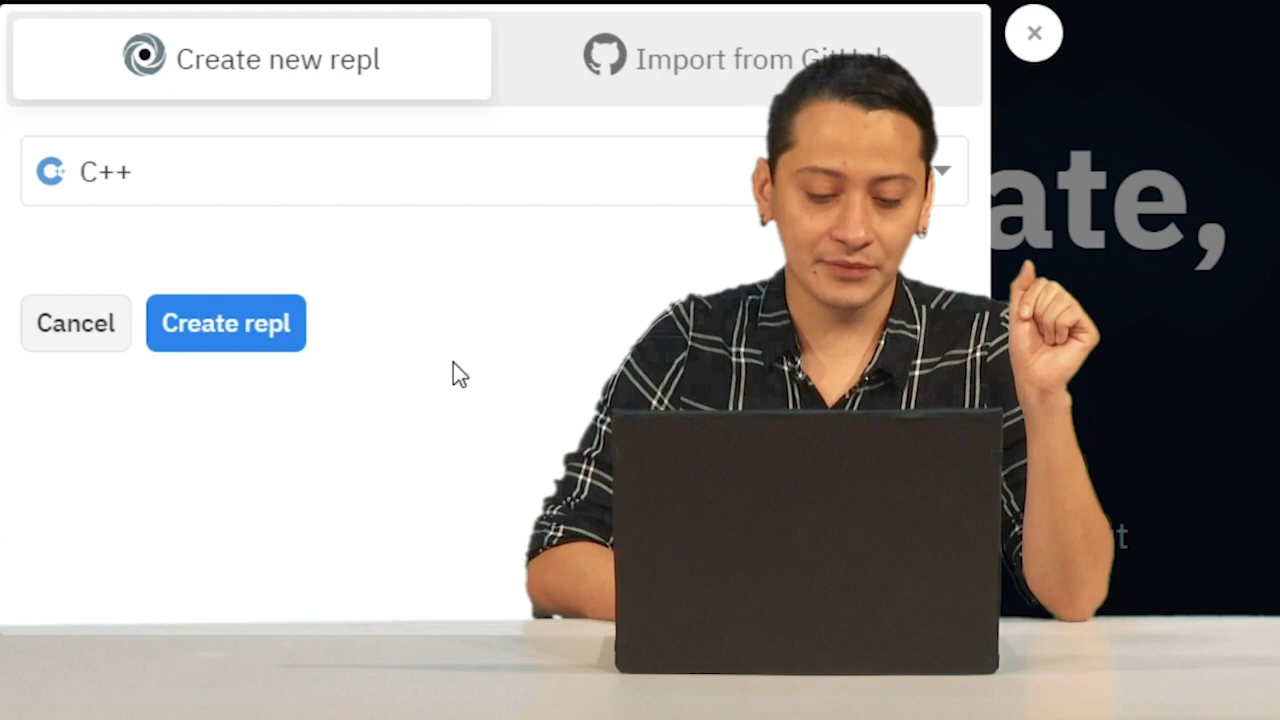 Create new repl
Import from GitHub
×
C++
ate,
Cancel
Create repl
t